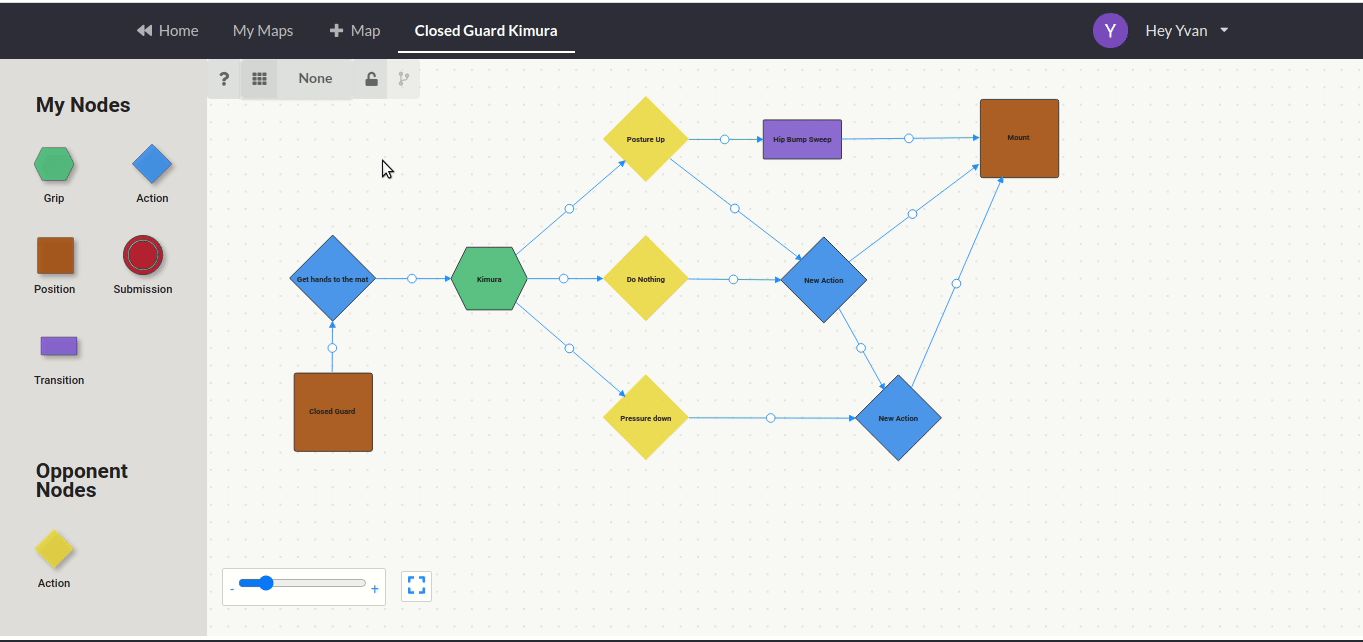 Home
My Maps
Map
Closed Guard Kimura
Y
Hey Yvan
?
None
My Nodes
Grip
Action
Position
Submission
Transition
Opponent
Nodes
Action
Posture Up
Hip Bump Sweep
Mount
Get hands to the mat
Kimura
Do Nothing
New Action
Closed Guard
Pressure down
New Action
-
+